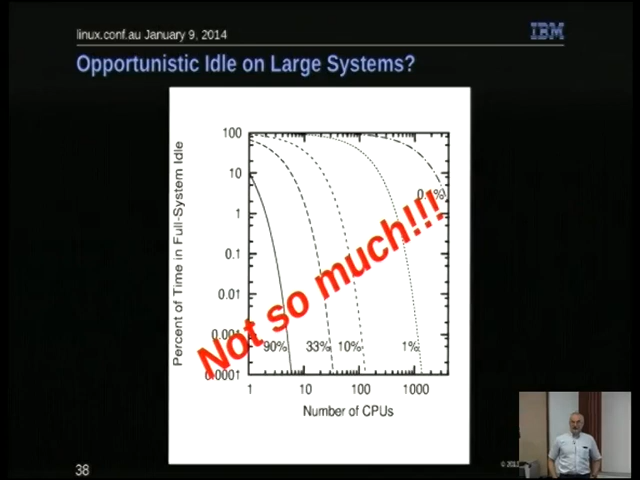 linux.conf.au January 9, 2014
IBM
Opportunistic Idle on Large Systems?
Percent of Time in Full-System Idle
100
10
1
0.1
0.01
0.001
0.0001
Not so much!!!
90%
33%
10%
1%
1
10
100
1000
Number of CPUs
38